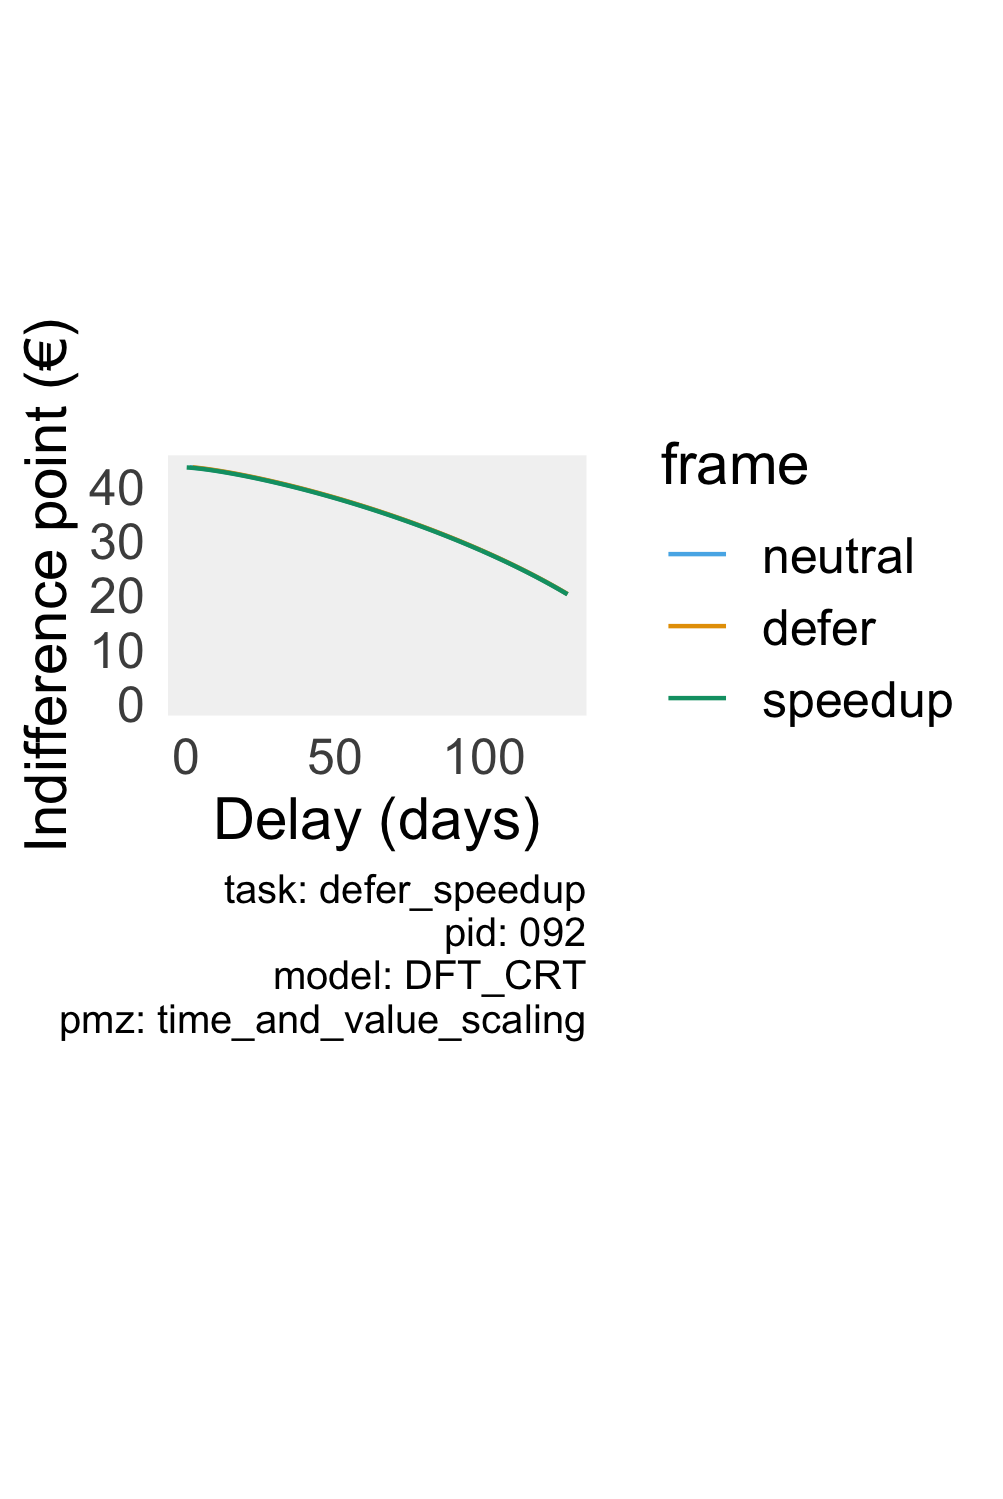 Indifference point (€)
40
30
20
10
0
0 50 100
Delay (days)
frame
neutral
defer
speedup
task: defer_speedup
pid: 092
model: DFT_CRT
pmz: time_and_value_scaling